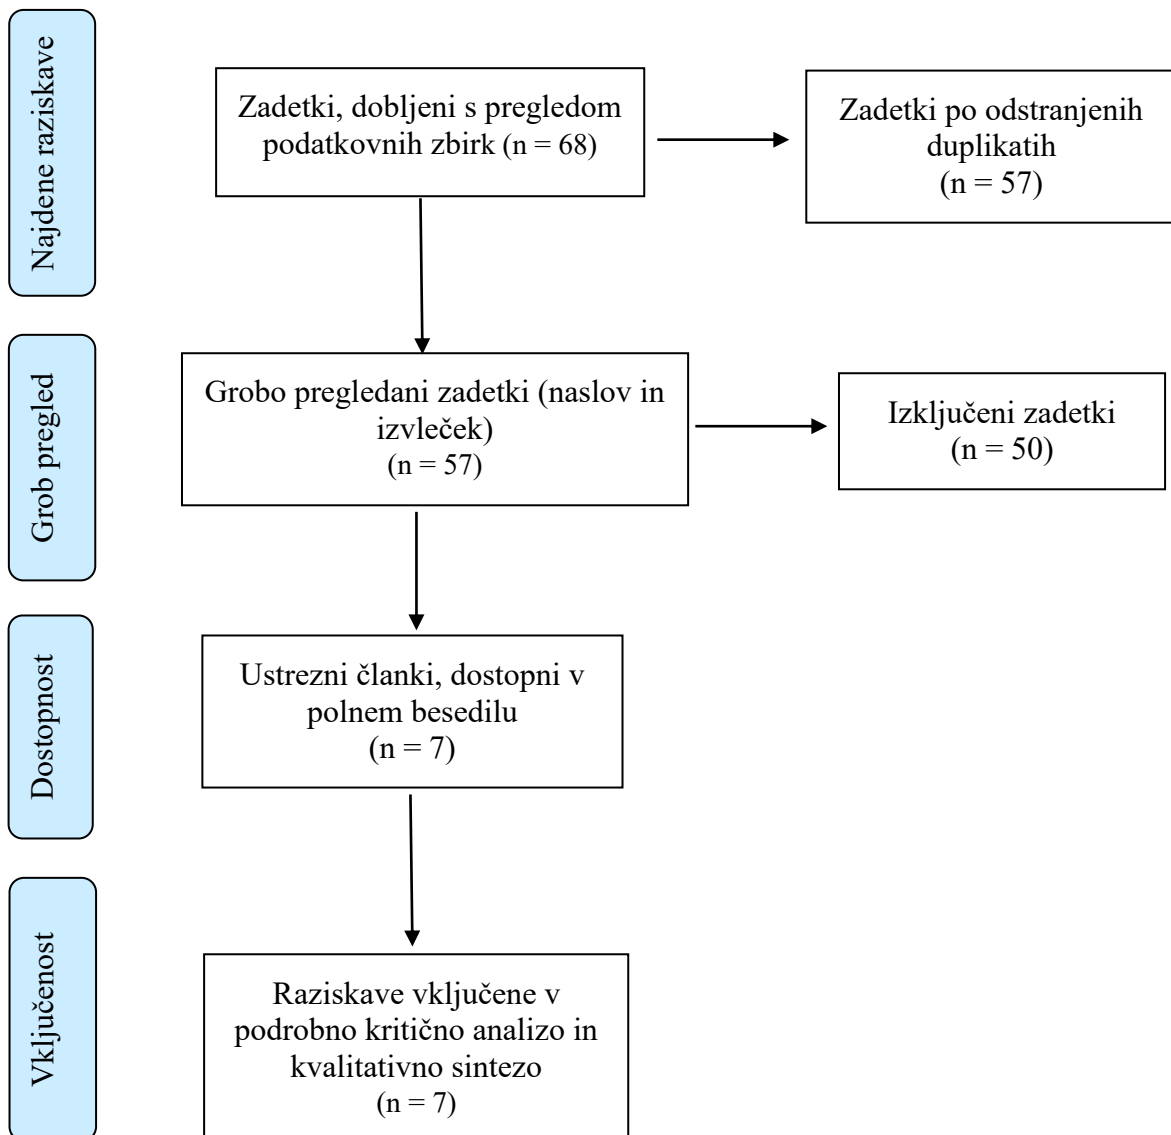 Najdene raziskave
Zadetki, dobljeni s pregledom
podatkovnih zbirk (n = 68)
Zadetki po odstranjenih
duplikatih
(n = 57)
Grob pregled
Grobo pregledani zadetki (naslov in
izvleček)
(n = 57)
Izključeni zadetki
(n = 50)
Dostopnost
Ustrezni članki, dostopni v
polnem besedilu
(n = 7)
Vključenost
Raziskave vključene v
podrobno kritično analizo in
kvalitativno sintezo
(n = 7)